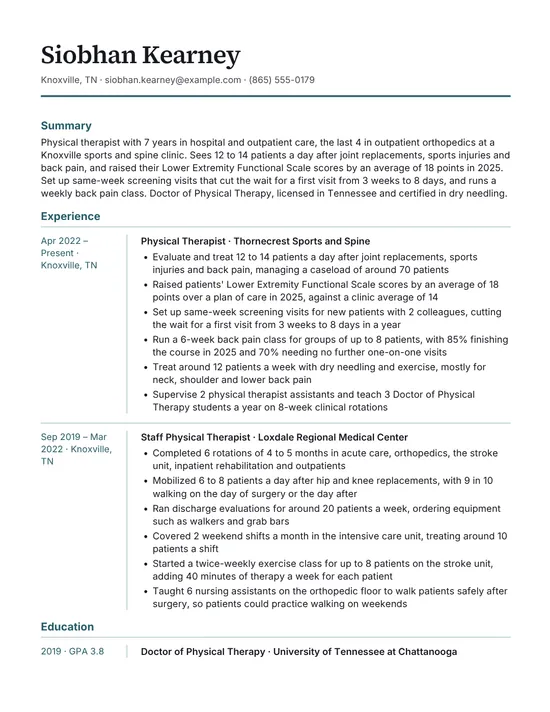 Siobhan Kearney
Knoxville, TN · siobhan.kearney@example.com · (865) 555-0179
Summary
Physical therapist with 7 years in hospital and outpatient care, the last 4 in outpatient orthopedics at a
Knoxville sports and spine clinic. Sees 12 to 14 patients a day after joint replacements, sports injuries and
back pain, and raised their Lower Extremity Functional Scale scores by an average of 18 points in 2025.
Set up same-week screening visits that cut the wait for a first visit from 3 weeks to 8 days, and runs a
weekly back pain class. Doctor of Physical Therapy, licensed in Tennessee and certified in dry needling.
Experience
Apr 2022 –
Present ·
Knoxville, TN
Physical Therapist · Thornecrest Sports and Spine
• Evaluate and treat 12 to 14 patients a day after joint replacements, sports
injuries and back pain, managing a caseload of around 70 patients
• Raised patients' Lower Extremity Functional Scale scores by an average of 18
points over a plan of care in 2025, against a clinic average of 14
• Set up same-week screening visits for new patients with 2 colleagues, cutting
the wait for a first visit from 3 weeks to 8 days in a year
• Run a 6-week back pain class for groups of up to 8 patients, with 85% finishing
the course in 2025 and 70% needing no further one-on-one visits
• Treat around 12 patients a week with dry needling and exercise, mostly for
neck, shoulder and lower back pain
• Supervise 2 physical therapist assistants and teach 3 Doctor of Physical
Therapy students a year on 8-week clinical rotations
Sep 2019 – Mar
2022 · Knoxville,
TN
Staff Physical Therapist · Loxdale Regional Medical Center
• Completed 6 rotations of 4 to 5 months in acute care, orthopedics, the stroke
unit, inpatient rehabilitation and outpatients
• Mobilized 6 to 8 patients a day after hip and knee replacements, with 9 in 10
walking on the day of surgery or the day after
• Ran discharge evaluations for around 20 patients a week, ordering equipment
such as walkers and grab bars
• Covered 2 weekend shifts a month in the intensive care unit, treating around 10
patients a shift
• Started a twice-weekly exercise class for up to 8 patients on the stroke unit,
adding 40 minutes of therapy a week for each patient
• Taught 6 nursing assistants on the orthopedic floor to walk patients safely after
surgery, so patients could practice walking on weekends
Education
2019 · GPA 3.8
Doctor of Physical Therapy · University of Tennessee at Chattanooga